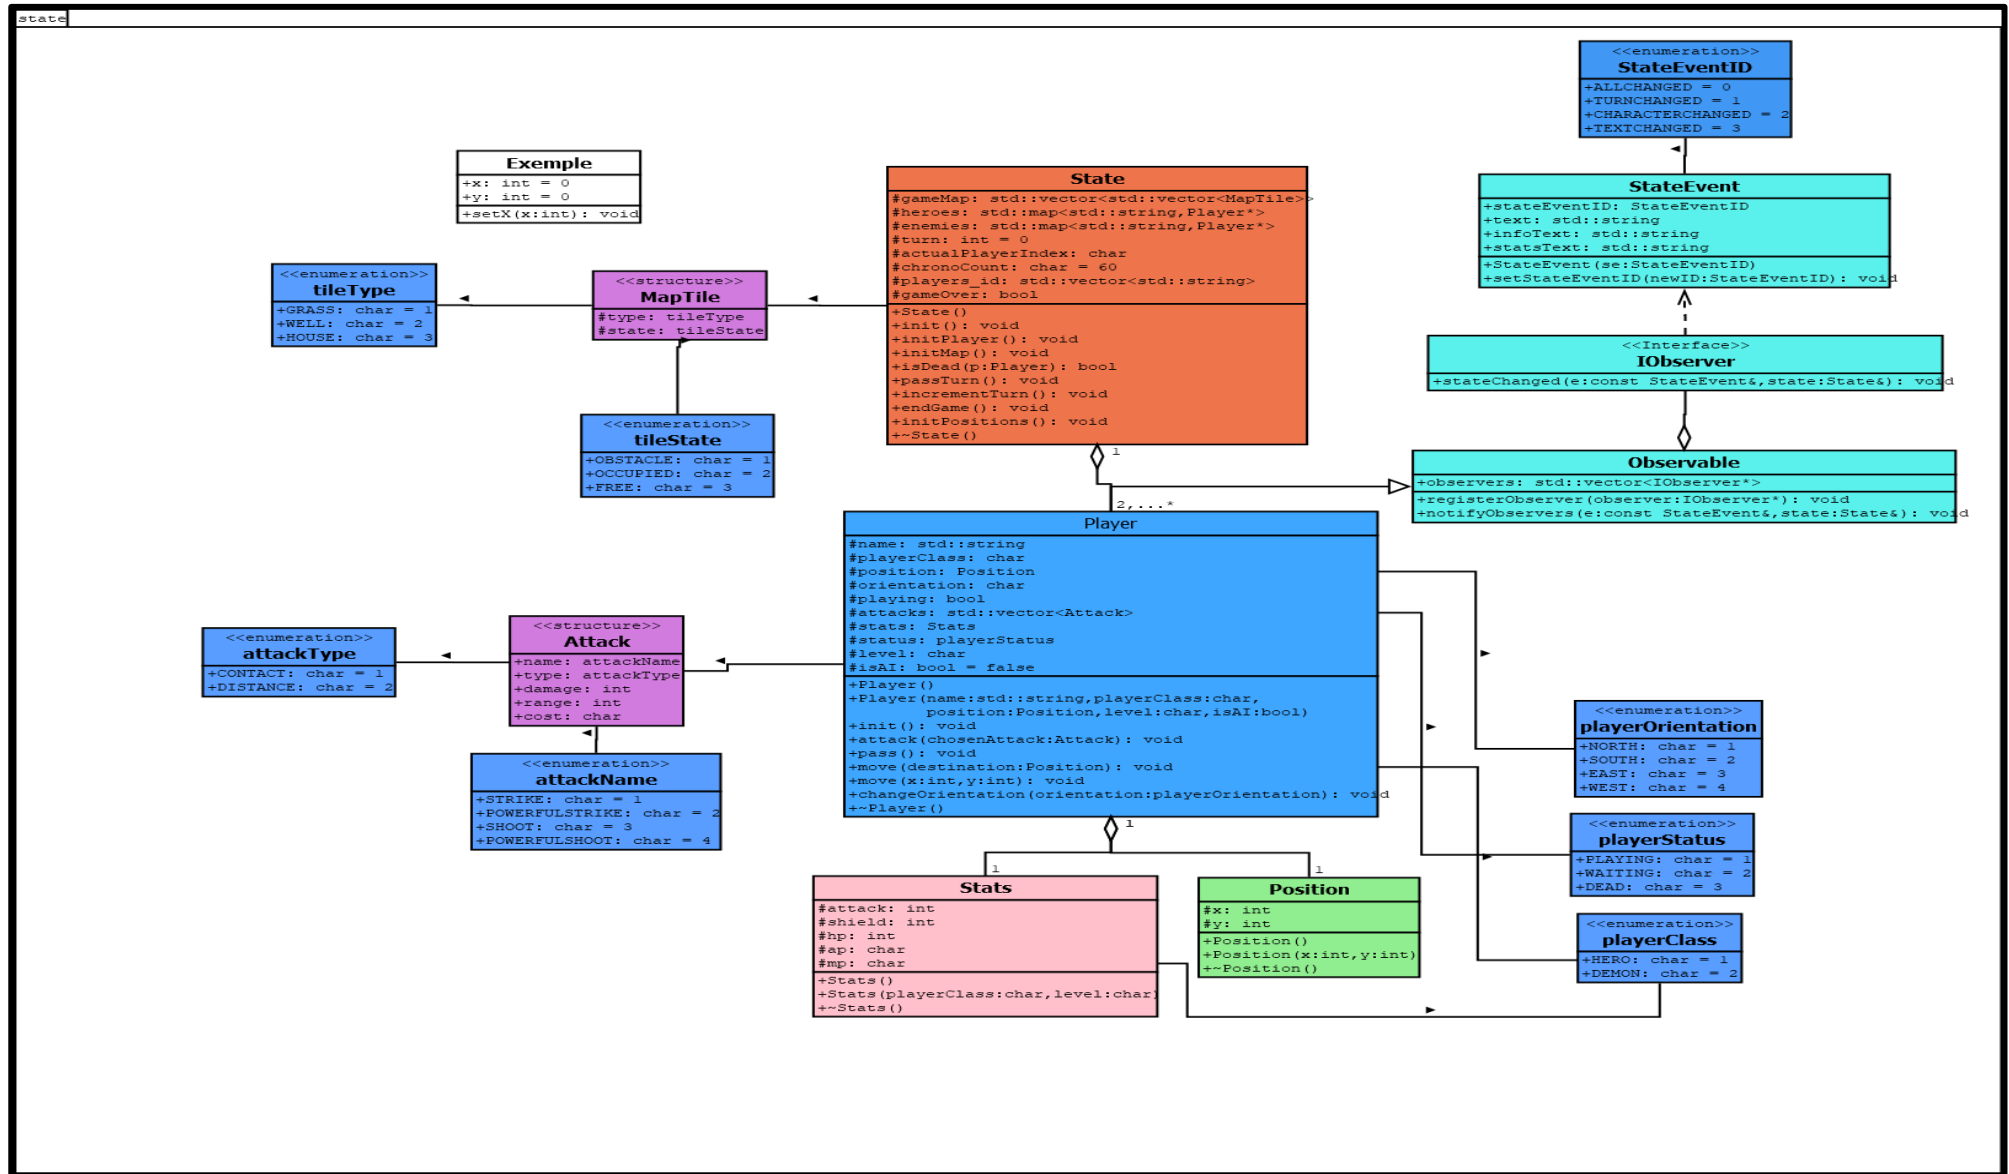 state
<<enumeration>>
StateEventID
+ALLCHANGED = 0
+TURNCHANGED = 1
+CHARACTERCHANGED = 2
+TEXTCHANGED = 3
Exemple
+x: int = 0
+y: int = 0
+setX(x:int): void
State
#gameMap: std::vector<std::vector<MapTile>>
#heroes: std::map<std::string,Player*>
#enemies: std::map<std::string,Player*>
#turn: int = 0
#actualPlayerIndex: char
#chronoCount: char = 60
#players_id: std::vector<std::string>
#gameOver: bool
+State()
+init(): void
+initPlayer(): void
+initMap(): void
+isDead(p:Player): bool
+passTurn(): void
+incrementTurn(): void
+endGame(): void
+initPositions(): void
+~State()
StateEvent
+stateEventID: StateEventID
+text: std::string
+infoText: std::string
+statsText: std::string
+StateEvent(se:StateEventID)
+setStateEventID(newID:StateEventID): void
<<enumeration>>
tileType
+GRASS: char = 1
+WELL: char = 2
+HOUSE: char = 3
<<structure>>
MapTile
#type: tileType
#state: tileState
<<Interface>>
IObserver
+stateChanged(e:const StateEvent&,state:State&): void
<<enumeration>>
tileState
+OBSTACLE: char = 1
+OCCUPIED: char = 2
+FREE: char = 3
1
2,...*
Observable
+observers: std::vector<IObserver*>
+registerObserver(observer:IObserver*): void
+notifyObservers(e:const StateEvent&,state:State&): void
Player
#name: std::string
#playerClass: char
#position: Position
#orientation: char
#playing: bool
#attacks: std::vector<Attack>
#stats: Stats
#status: playerStatus
#level: char
#isAI: bool = false
+Player()
+Player(name:std::string,playerClass:char,
position:Position,level:char,isAI:bool)
+init(): void
+attack(chosenAttack:Attack): void
+pass(): void
+move(destination:Position): void
+move(x:int,y:int): void
+changeOrientation(orientation:playerOrientation): void
+~Player()
<<enumeration>>
attackType
+CONTACT: char = 1
+DISTANCE: char = 2
<<structure>>
Attack
+name: attackName
+type: attackType
+damage: int
+range: int
+cost: char
<<enumeration>>
attackName
+STRIKE: char = 1
+POWERFULSTRIKE: char = 2
+SHOOT: char = 3
+POWERFULSHOOT: char = 4
<<enumeration>>
playerOrientation
+NORTH: char = 1
+SOUTH: char = 2
+EAST: char = 3
+WEST: char = 4
<<enumeration>>
playerStatus
+PLAYING: char = 1
+WAITING: char = 2
+DEAD: char = 3
1
1
1
Stats
#attack: int
#shield: int
#hp: int
#ap: char
#mp: char
+Stats()
+Stats(playerClass:char,level:char)
+~Stats()
Position
#x: int
#y: int
+Position()
+Position(x:int,y:int)
+~Position()
<<enumeration>>
playerClass
+HERO: char = 1
+DEMON: char = 2